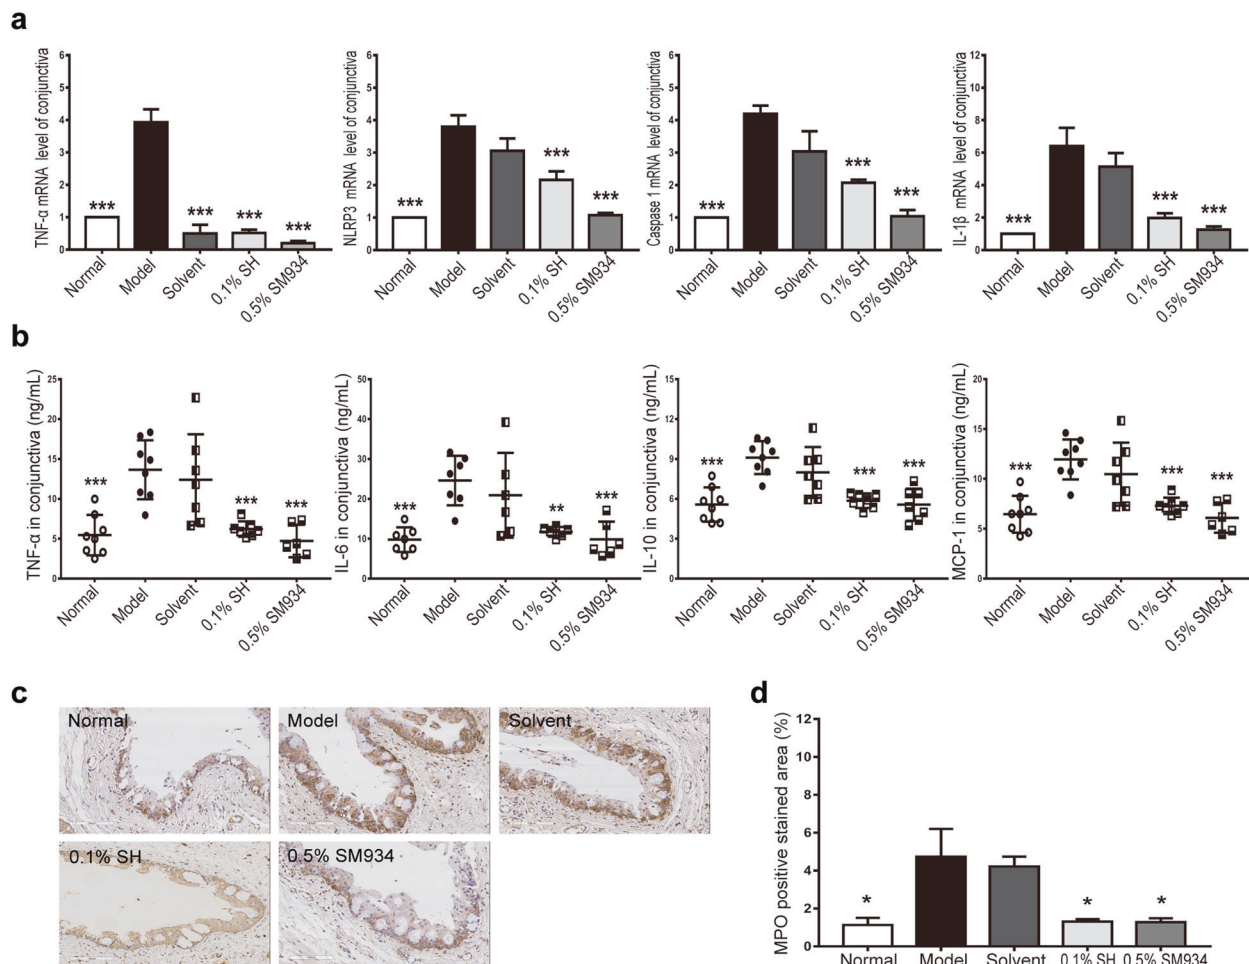 a
TNF-α mRNA level of conjunctiva
6
5
4
3
2
1
0
***
***
***
***
Normal
Model
Solvent
0.1% SH
0.5% SM934
NLRP3 mRNA level of conjunctiva
6
5
4
3
2
1
0
***
***
***
Normal
Model
Solvent
0.1% SH
0.5% SM934
Caspase 1 mRNA level of conjunctiva
6
5
4
3
2
1
0
***
***
***
Normal
Model
Solvent
0.1% SH
0.5% SM934
IL-1β mRNA level of conjunctiva
12
10
8
6
4
2
0
***
***
***
Normal
Model
Solvent
0.1% SH
0.5% SM934
b
TNF-α in conjunctiva (ng/mL)
25
20
15
10
5
0
***
***
***
Normal
Model
Solvent
0.1% SH
0.5% SM934
IL-6 in conjunctiva (ng/mL)
50
40
30
20
10
0
***
**
***
Normal
Model
Solvent
0.1% SH
0.5% SM934
IL-10 in conjunctiva (ng/mL)
15
12
9
6
3
0
***
***
***
Normal
Model
Solvent
0.1% SH
0.5% SM934
MCP-1 in conjunctiva (ng/mL)
20
15
10
5
0
***
***
***
Normal
Model
Solvent
0.1% SH
0.5% SM934
c
Normal
Model
Solvent
0.1% SH
0.5% SM934
d
MPO positive stained area (%)
12
10
8
6
4
2
0
*
*
*
Normal
Model
Solvent
0.1% SH
0.5% SM934